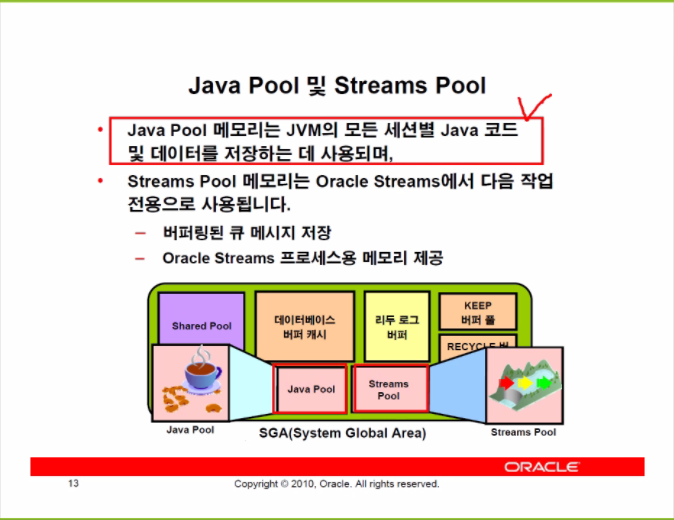 Java Pool 및 Streams Pool
• Java Pool 메모리는 JVM의 모든 세션별 Java 코드
및 데이터를 저장하는 데 사용되며,
• Streams Pool 메모리는 Oracle Streams에서 다음 작업
전용으로 사용됩니다.
– 버퍼링된 큐 메시지 저장
– Oracle Streams 프로세스용 메모리 제공
Shared Pool
데이터베이스
버퍼 캐시
리두 로그
버퍼
KEEP
버퍼 풀
RECYCLE 버
Java Pool
Streams
Pool
Java Pool
SGA(System Global Area)
Streams Pool
ORACLE
13
Copyright © 2010, Oracle. All rights reserved.